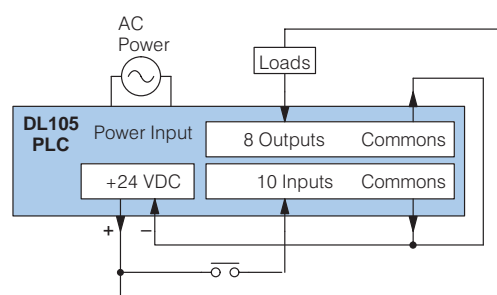 AC
Power
Loads
DL105
PLC
Power Input
8 Outputs Commons
+24 VDC
10 Inputs Commons
+ –